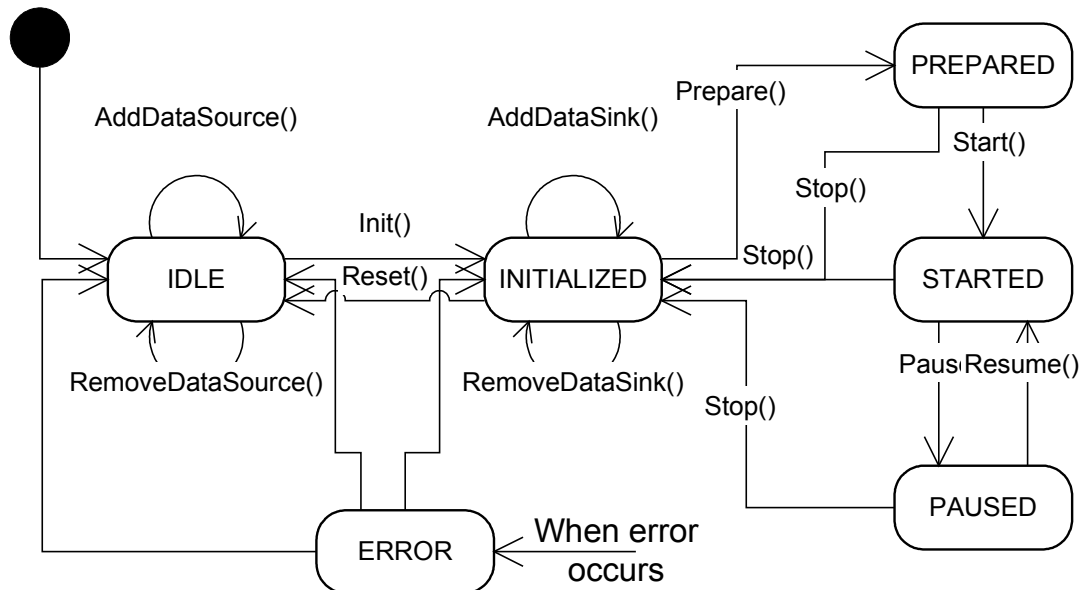 PREPARED
Prepare()
AddDataSource()
AddDataSink()
Start()
Stop()
Init()
Stop()
IDLE
Reset()
INITIALIZED
STARTED
Paus
Resume()
RemoveDataSource()
RemoveDataSink()
Stop()
PAUSED
When error
occurs
ERROR